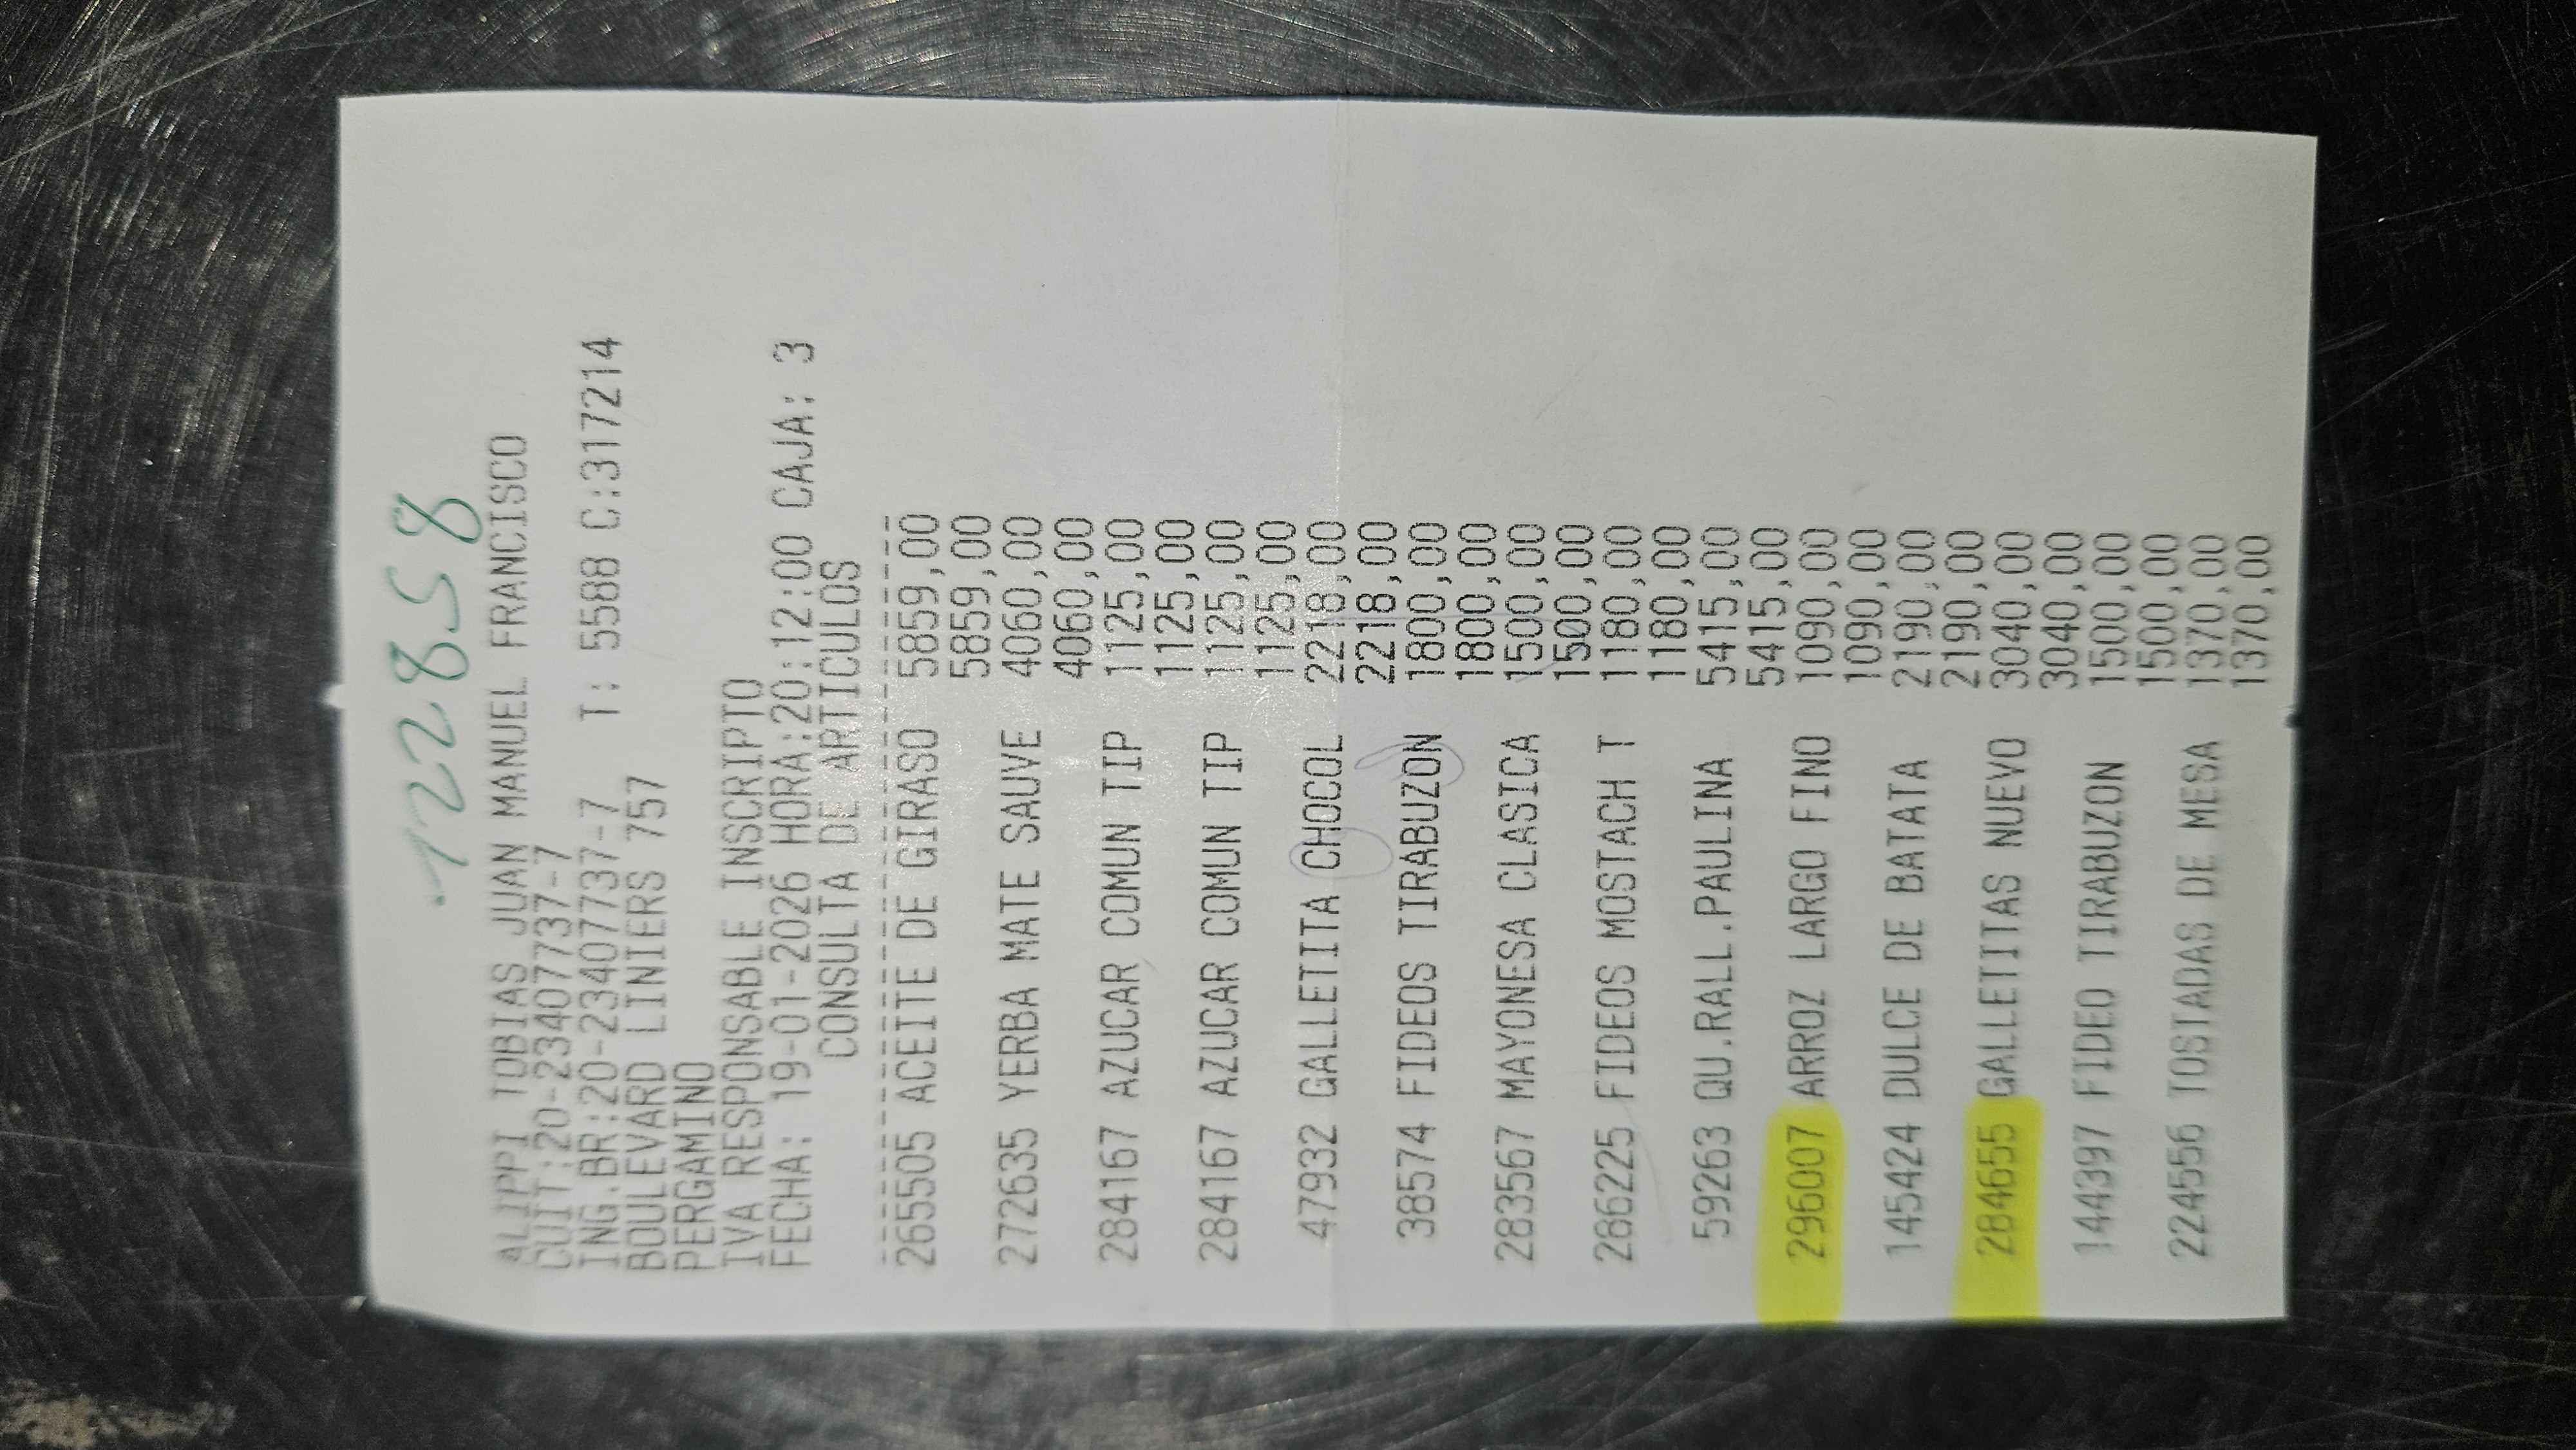 122858
ALIPPI TOBIAS JUAN MANUEL FRANCISCO
CUIT:20-23407737-7
ING.BR:20-23407737-7 T: 5588 C:317214
BOULEVARD LINIERS 757
PERGAMINO
IVA RESPONSABLE INSCRIPTO
FECHA: 19-01-2026 HORA:20:12:00 CAJA: 3
CONSULTA DE ARTICULOS
265505 ACEITE DE GIRASO 5859,00
5859,00
272635 YERBA MATE SAUVE 4060,00
4060,00
284167 AZUCAR COMUN TIP 1125,00
1125,00
284167 AZUCAR COMUN TIP 1125,00
1125,00
47932 GALLETITA CHOCOL 2218,00
2218,00
38574 FIDEOS TIRABUZON 1800,00
1800,00
283567 MAYONESA CLASICA 1500,00
1500,00
286225 FIDEOS MOSTACH T 1180,00
1180,00
59263 QU.RALL.PAULINA 5415,00
5415,00
296007 ARROZ LARGO FINO 1090,00
1090,00
145424 DULCE DE BATATA 2190,00
2190,00
284655 GALLETITAS NUEVO 3040,00
3040,00
144397 FIDEO TIRABUZON 1500,00
1500,00
224556 TOSTADAS DE MESA 1370,00
1370,00